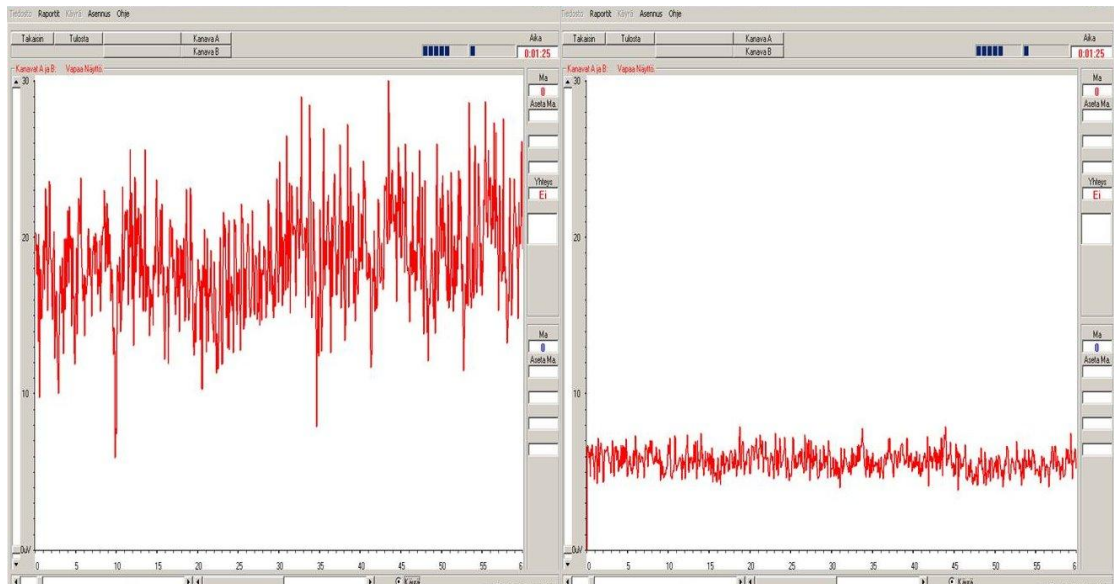 Tiedosto Raportit Käyrä Asennus Ohje
Takaisin Tulosta Kanava A
Kanava B
Aika
0:01:25
Kanavat A ja B: Vapaa Näyttö
30
20
10
0uV
0 5 10 15 20 25 30 35 40 45 50 55 6
Käyrä
Ma
0
Aseta Ma.
Yhteys
Ei
Ma
0
Aseta Ma.
Tiedosto Raportit Käyrä Asennus Ohje
Takaisin Tulosta Kanava A
Kanava B
Aika
0:01:25
Kanavat A ja B: Vapaa Näyttö
30
20
10
0uV
0 5 10 15 20 25 30 35 40 45 50 55 6
Käyrä
Ma
0
Aseta Ma.
Yhteys
Ei
Ma
0
Aseta Ma.